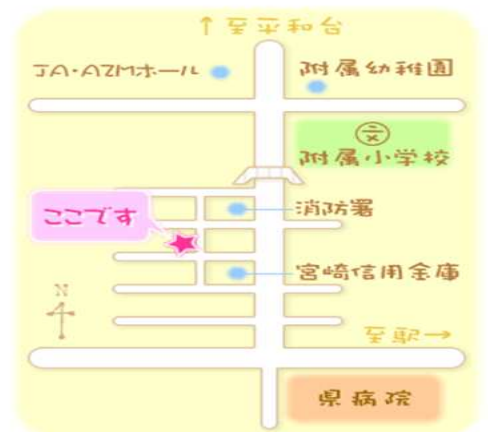 ↑至平和台
JA・AZMホール
附属幼稚園
文
附属小学校
消防署
ここです
宮崎信用金庫
N
至駅→
県病院